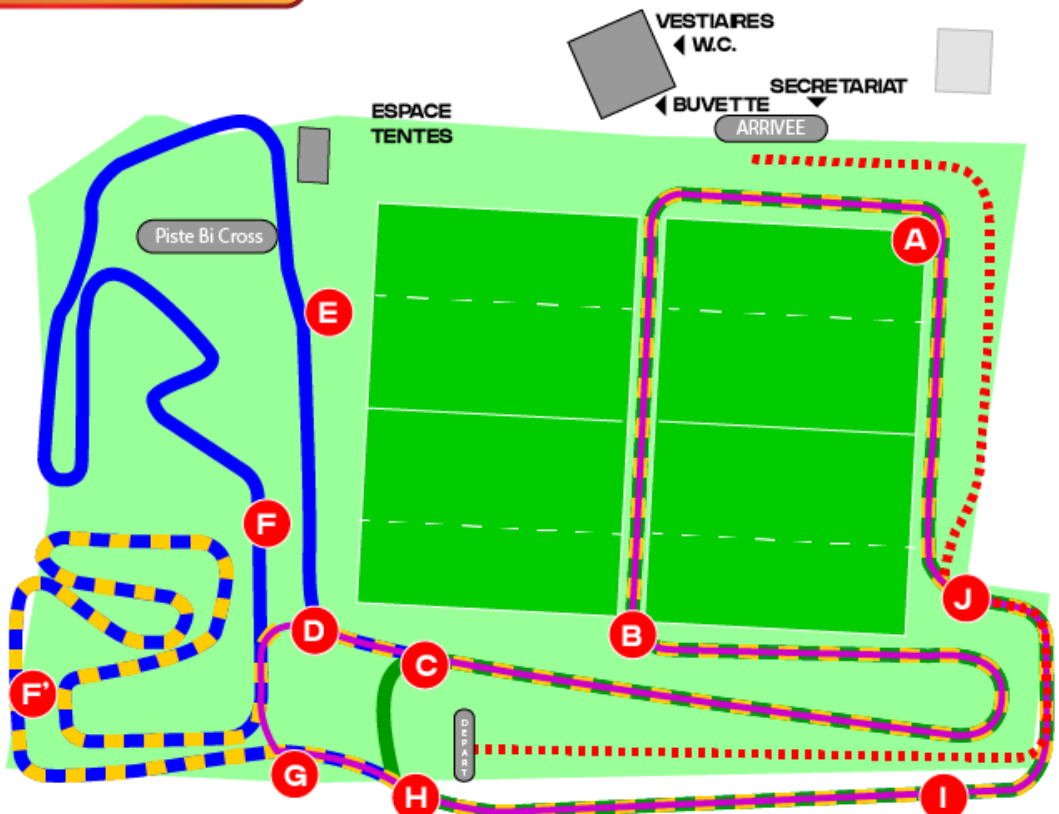 VESTIAIRES
W.C.
BUVETTE
SECRETARIAT
ARRIVEE
ESPACE
TENTES
Piste Bi Cross
A
E
F
J
D
B
C
F'
DEPART
G
H
I